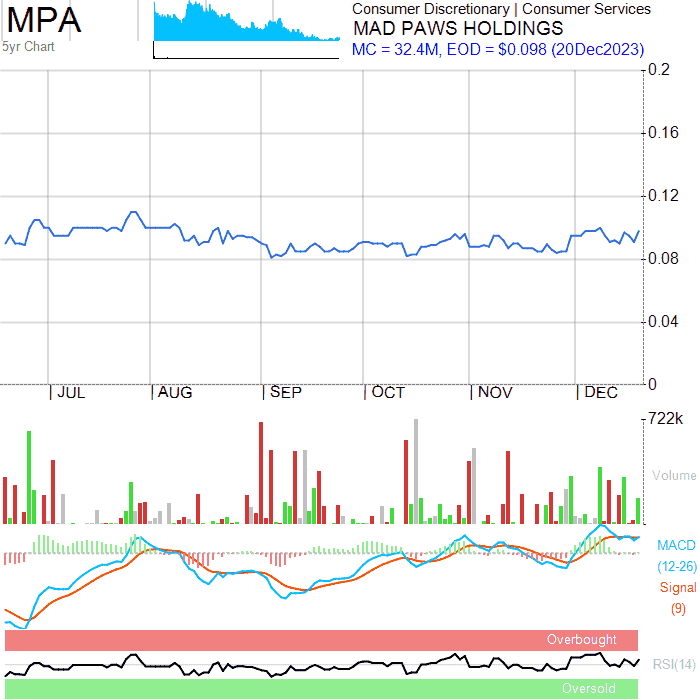 MPA
5yr Chart
Consumer Discretionary | Consumer Services
MAD PAWS HOLDINGS
MC = 32.4M, EOD = $0.098 (20Dec2023)
0.2
0.16
0.12
0.08
0.04
0
JUL AUG SEP OCT NOV DEC
722k
Volume
MACD
(12-26)
Signal
(9)
Overbought
RSI(14)
Oversold